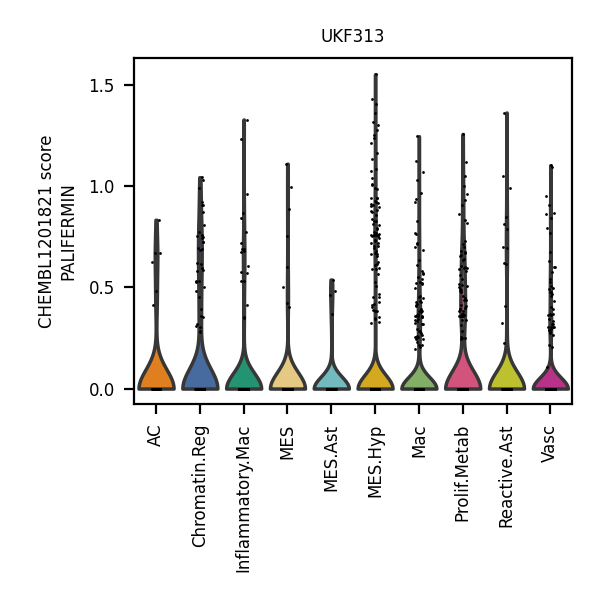 UKF313
CHEMBL1201821 score
PALIFERMIN
1.5
1.0
0.5
0.0
AC
Chromatin.Reg
Inflammatory.Mac
MES
MES.Ast
MES.Hyp
Mac
Prolif.Metab
Reactive.Ast
Vasc